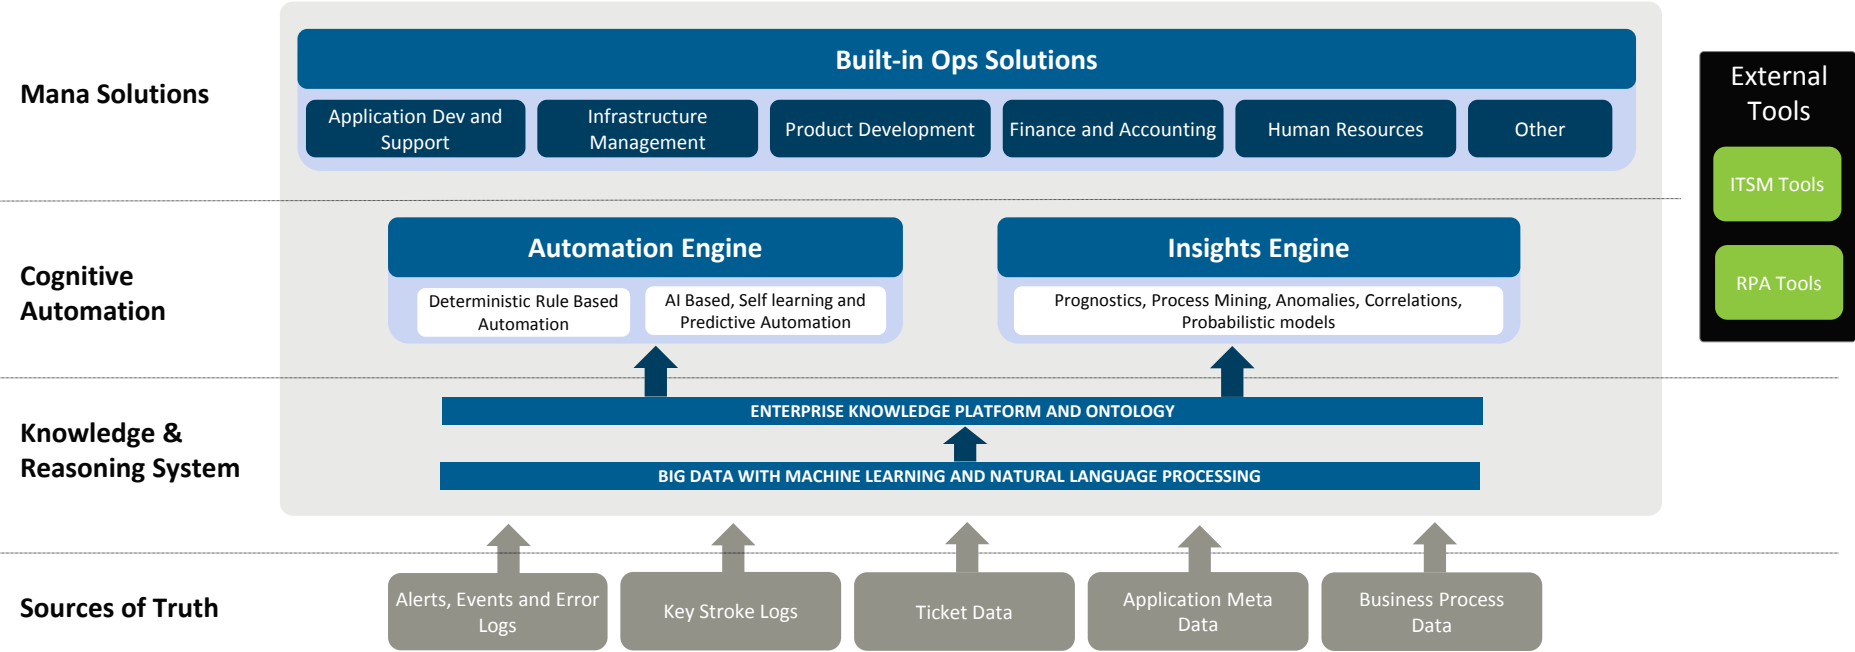 Mana Solutions
Built-in Ops Solutions
Application Dev and
Support
Infrastructure
Management
Product Development
Finance and Accounting
Human Resources
Other
External
Tools
ITSM Tools
RPA Tools
Cognitive
Automation
Automation Engine
Deterministic Rule Based
Automation
AI Based, Self learning and
Predictive Automation
Insights Engine
Prognostics, Process Mining, Anomalies, Correlations,
Probabilistic models
Knowledge &
Reasoning System
ENTERPRISE KNOWLEDGE PLATFORM AND ONTOLOGY
BIG DATA WITH MACHINE LEARNING AND NATURAL LANGUAGE PROCESSING
Sources of Truth
Alerts, Events and Error
Logs
Key Stroke Logs
Ticket Data
Application Meta
Data
Business Process
Data